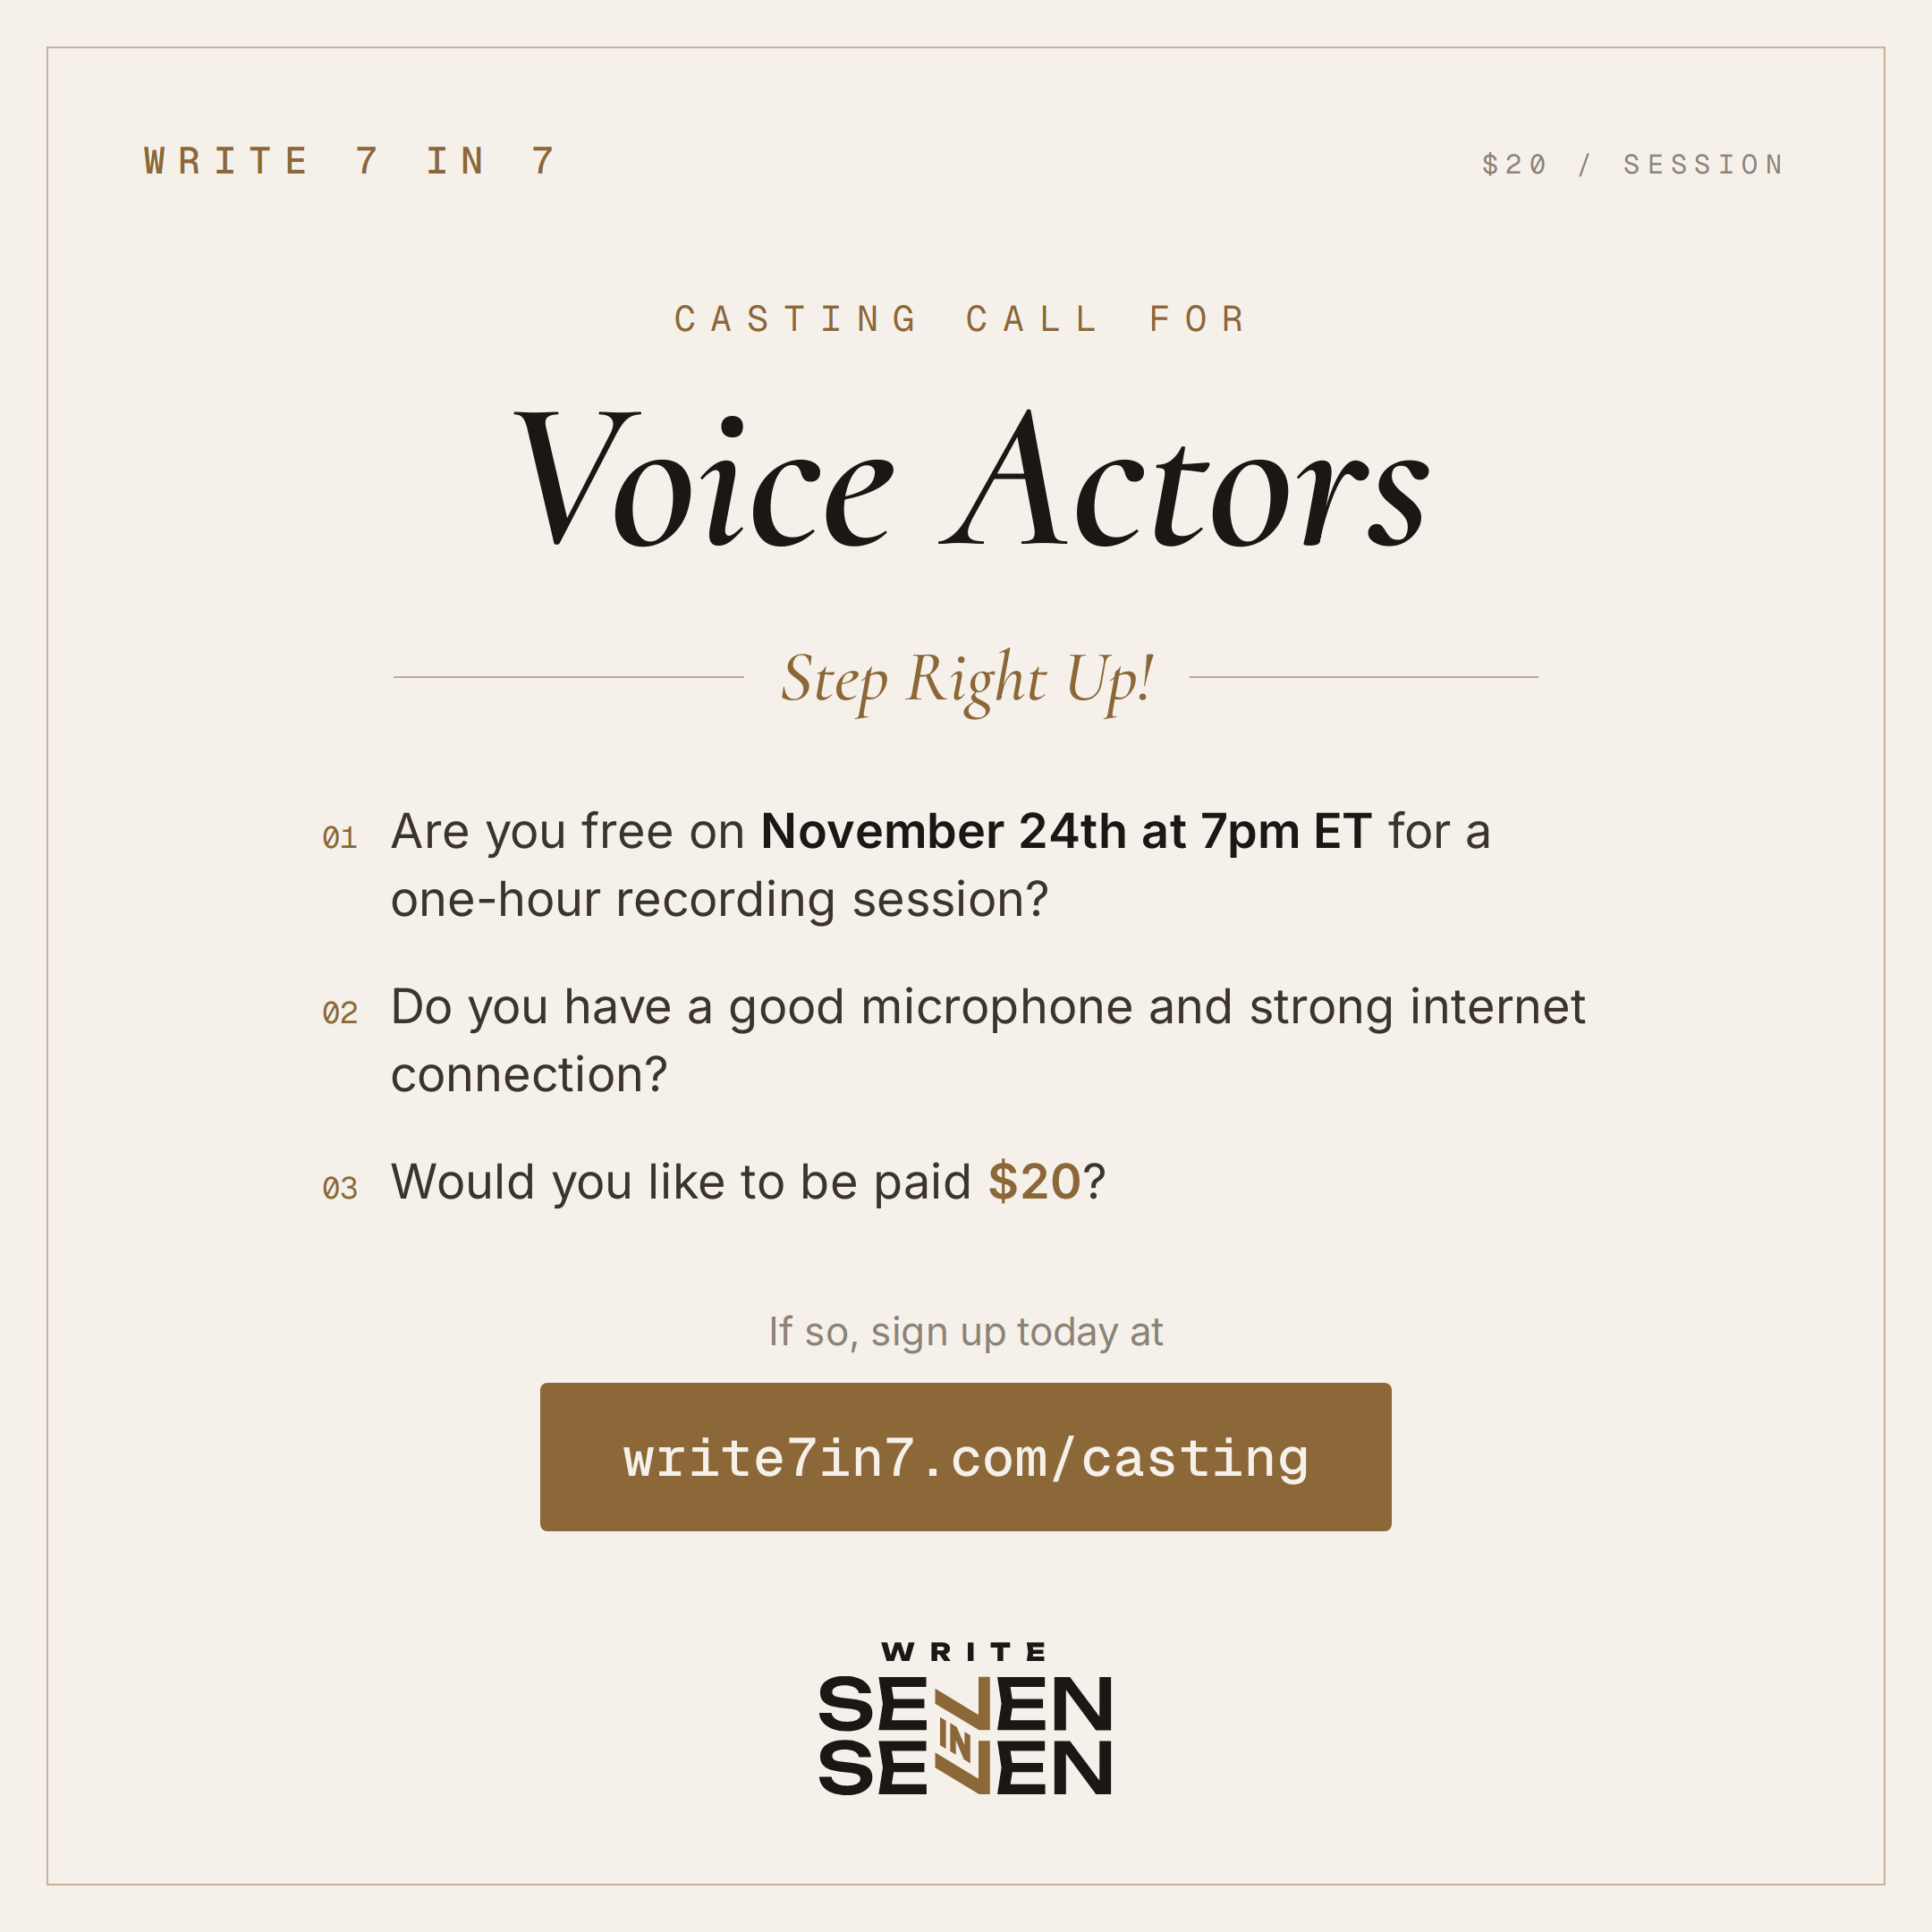 WRITE 7 IN 7
$20 / SESSION
CASTING CALL FOR
Voice Actors
Step Right Up!
01 Are you free on November 24th at 7pm ET for a
one-hour recording session?
02 Do you have a good microphone and strong internet
connection?
03 Would you like to be paid $20?
If so, sign up today at
write7in7.com/casting
WRITE
SE7EN
IN
SE7EN